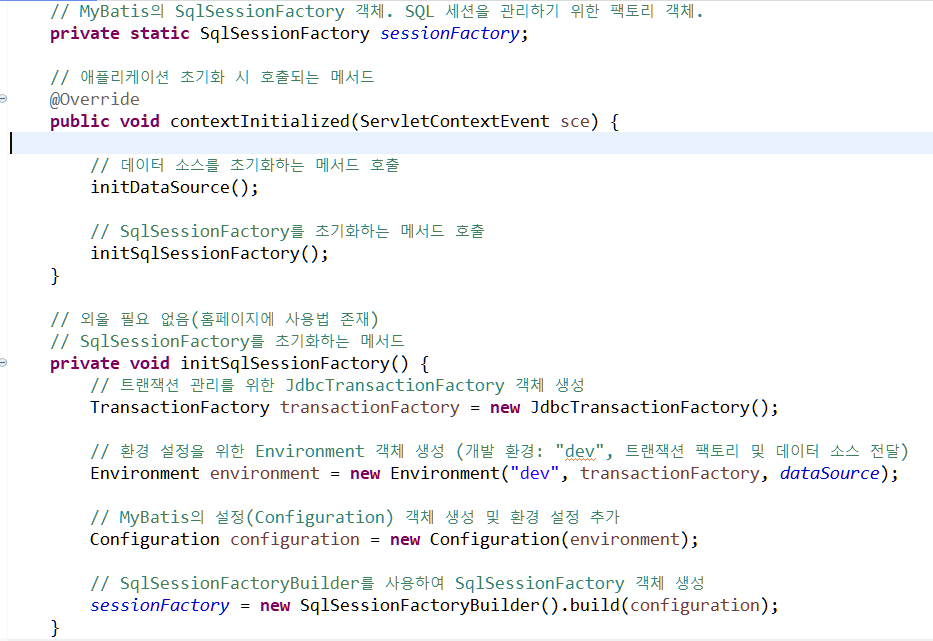 // MyBatis의 SqlSessionFactory 객체. SQL 세션을 관리하기 위한 팩토리 객체.
private static SqlSessionFactory sessionFactory;
// 애플리케이션 초기화 시 호출되는 메서드
@Override
public void contextInitialized(ServletContextEvent sce) {
// 데이터 소스를 초기화하는 메서드 호출
initDataSource();
// SqlSessionFactory를 초기화하는 메서드 호출
initSqlSessionFactory();
}
// 외울 필요 없음(홈페이지에 사용법 존재)
// SqlSessionFactory를 초기화하는 메서드
private void initSqlSessionFactory() {
// 트랜잭션 관리를 위한 JdbcTransactionFactory 객체 생성
TransactionFactory transactionFactory = new JdbcTransactionFactory();
// 환경 설정을 위한 Environment 객체 생성 (개발 환경: "dev", 트랜잭션 팩토리 및 데이터 소스 전달)
Environment environment = new Environment("dev", transactionFactory, dataSource);
// MyBatis의 설정(Configuration) 객체 생성 및 환경 설정 추가
Configuration configuration = new Configuration(environment);
// SqlSessionFactoryBuilder를 사용하여 SqlSessionFactory 객체 생성
sessionFactory = new SqlSessionFactoryBuilder().build(configuration);
}